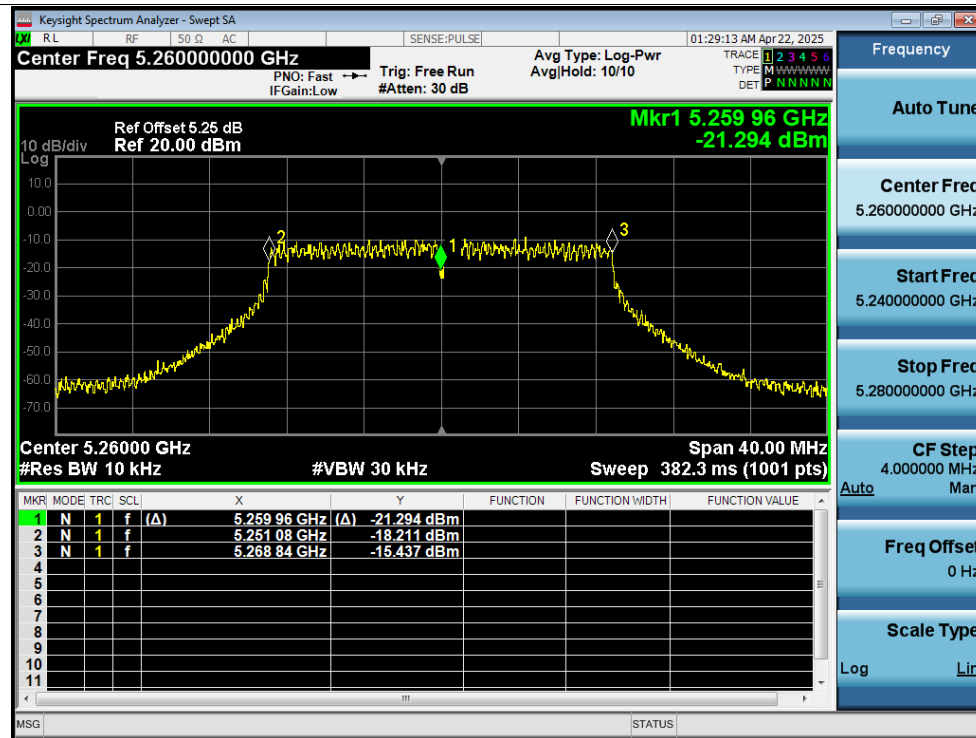 Keysight Spectrum Analyzer - Swept SA
LXI RL RF 50 Ω AC SENSE:PULSE 01:29:13 AM Apr 22, 2025
Center Freq 5.260000000 GHz
PNO: Fast
IFGain:Low
Trig: Free Run
#Atten: 30 dB
Avg Type: Log-Pwr
Avg|Hold: 10/10
TRACE 1 2 3 4 5 6
TYPE M WWWWW
DET P N N N N N
Ref Offset 5.25 dB
Ref 20.00 dBm
10 dB/div
Log
Mkr1 5.259 96 GHz
-21.294 dBm
10.0
0.00
-10.0
-20.0
-30.0
-40.0
-50.0
-60.0
-70.0
2
1
3
Center 5.26000 GHz
Span 40.00 MHz
#Res BW 10 kHz
#VBW 30 kHz
Sweep 382.3 ms (1001 pts)
MKR MODE TRC SCL X Y FUNCTION FUNCTION WIDTH FUNCTION VALUE
1 N 1 f (Δ) 5.259 96 GHz (Δ) -21.294 dBm
2 N 1 f 5.251 08 GHz -18.211 dBm
3 N 1 f 5.268 84 GHz -15.437 dBm
4
5
6
7
8
9
10
11
MSG
STATUS
Frequency
Auto Tune
Center Freq
5.260000000 GHz
Start Freq
5.240000000 GHz
Stop Freq
5.280000000 GHz
CF Step
4.000000 MHz
Auto Man
Freq Offset
0 Hz
Scale Type
Log Lin